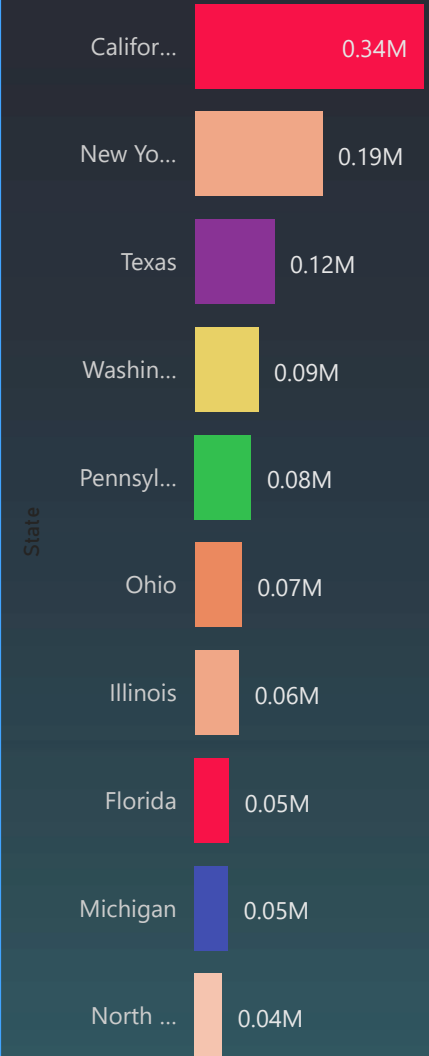 Califor... 0.34M
New Yo... 0.19M
Texas 0.12M
Washin... 0.09M
Pennsyl... 0.08M
State
Ohio 0.07M
Illinois 0.06M
Florida 0.05M
Michigan 0.05M
North ... 0.04M